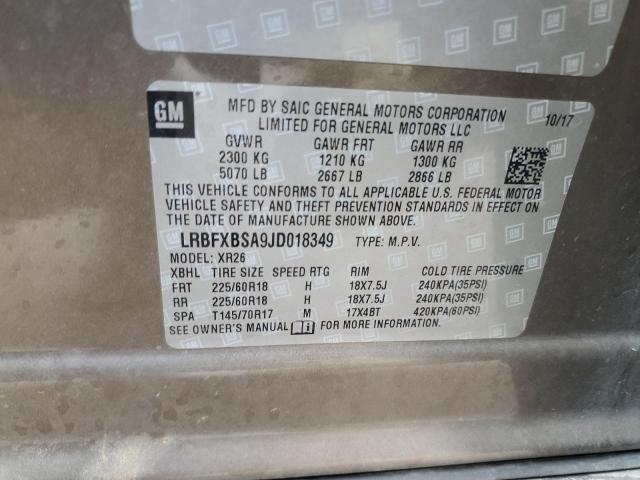 GM
MFD BY SAIC GENERAL MOTORS CORPORATION
LIMITED FOR GENERAL MOTORS LLC
10/17
GVWR GAWR FRT GAWR RR
2300 KG 1210 KG 1300 KG
5070 LB 2667 LB 2866 LB
THIS VEHICLE CONFORMS TO ALL APPLICABLE U.S. FEDERAL MOTOR
VEHICLE SAFETY AND THEFT PREVENTION STANDARDS IN EFFECT ON
THE DATE OF MANUFACTURE SHOWN ABOVE.
LRBFXBSA9JD018349 TYPE: M.P.V.
MODEL: XR26
XBHL TIRE SIZE SPEED RTG RIM COLD TIRE PRESSURE
FRT 225/60R18 H 18X7.5J 240KPA(35PSI)
RR 225/60R18 H 18X7.5J 240KPA(35PSI)
SPA T145/70R17 M 17X4BT 420KPA(60PSI)
SEE OWNER'S MANUAL FOR MORE INFORMATION.